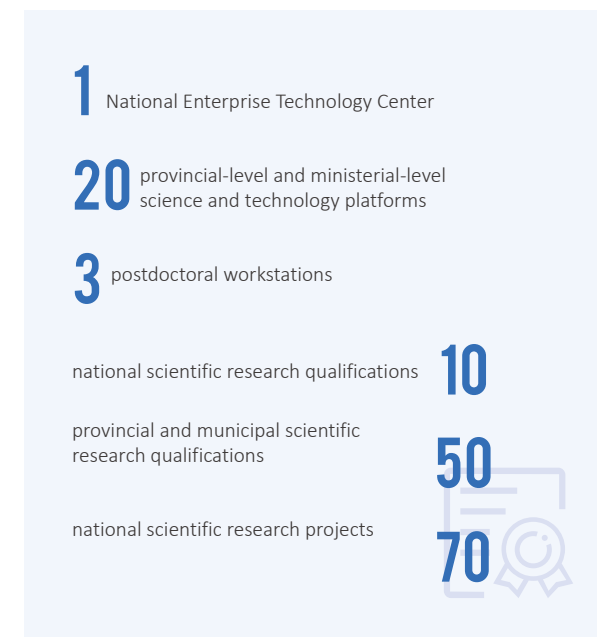 1 National Enterprise Technology Center
20 provincial-level and ministerial-level
science and technology platforms
3 postdoctoral workstations
national scientific research qualifications 10
provincial and municipal scientific
research qualifications 50
national scientific research projects 70